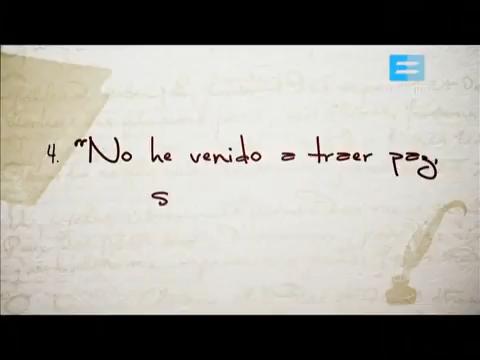 4. "No he venido a traer paz,
s